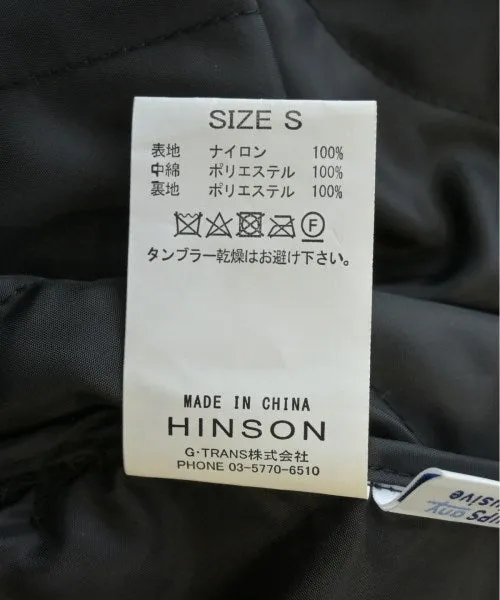 SIZE S
表地 ナイロン 100%
中綿 ポリエステル 100%
裏地 ポリエステル 100%
F
タンブラー乾燥はお避け下さい。
MADE IN CHINA
HINSON
G・TRANS株式会社
PHONE 03-5770-6510
any